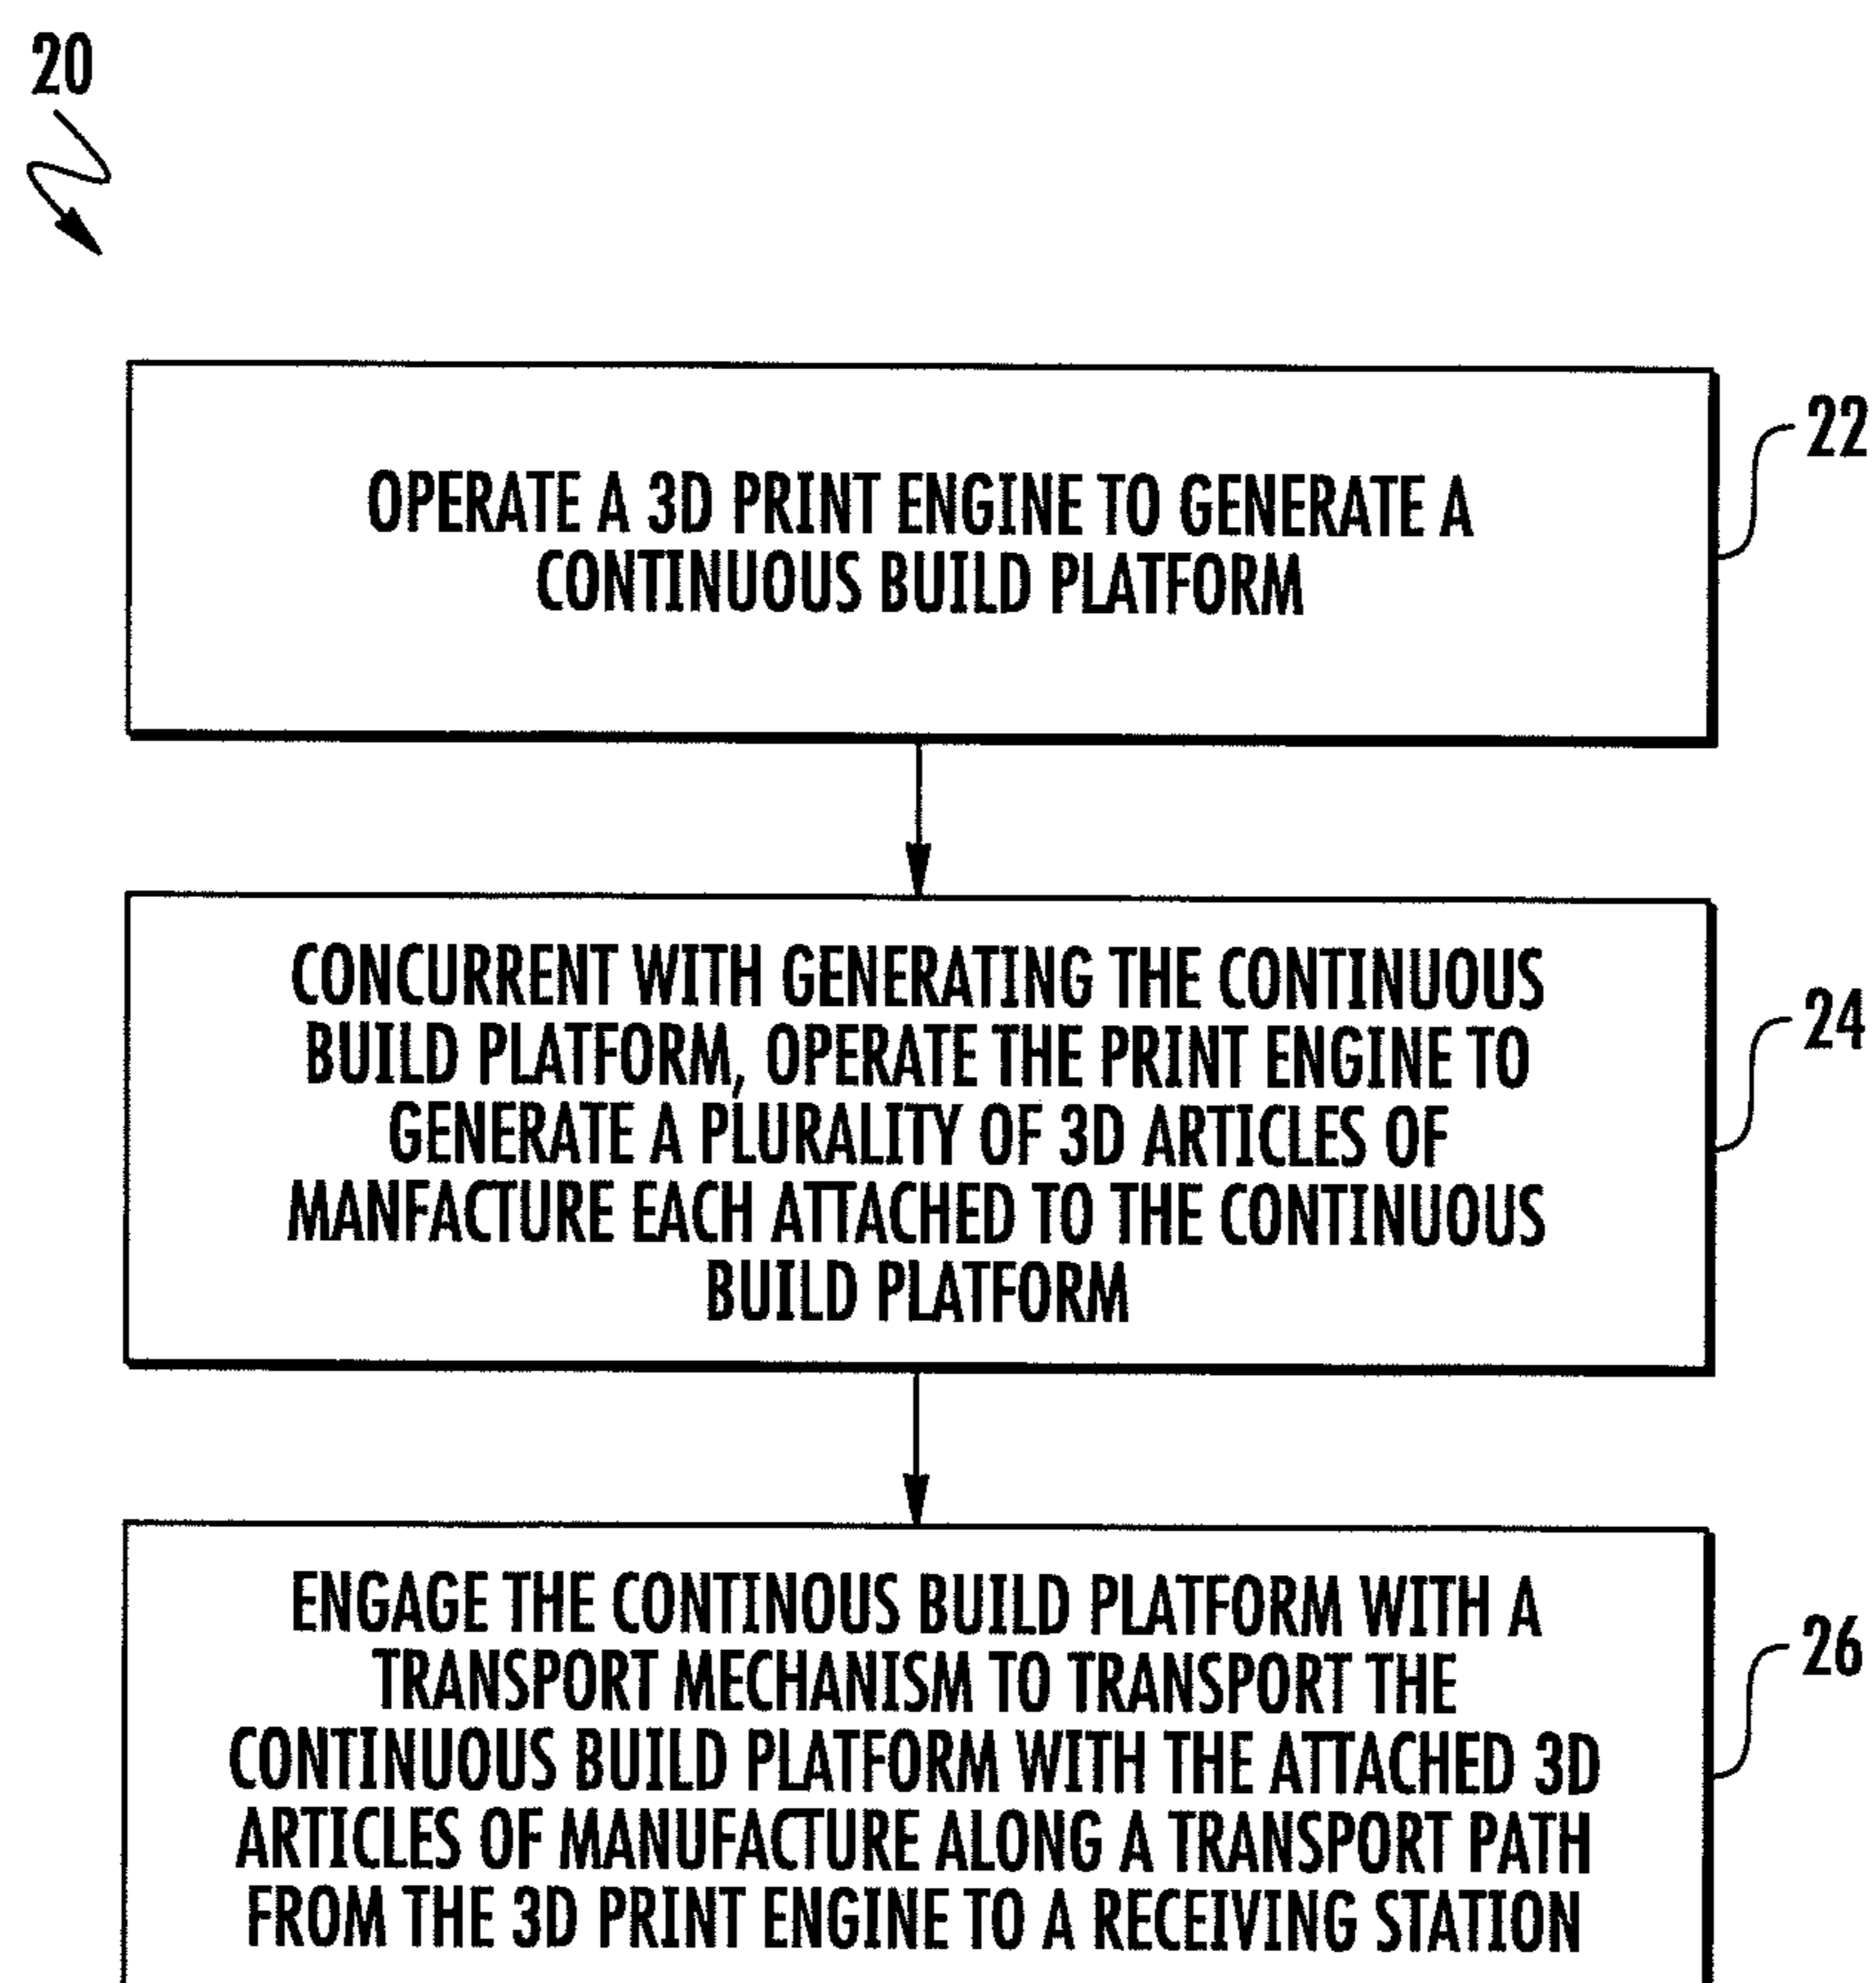 20
OPERATE A 3D PRINT ENGINE TO GENERATE A
CONTINUOUS BUILD PLATFORM
22
CONCURRENT WITH GENERATING THE CONTINUOUS
BUILD PLATFORM, OPERATE THE PRINT ENGINE TO
GENERATE A PLURALITY OF 3D ARTICLES OF
MANFACTURE EACH ATTACHED TO THE CONTINUOUS
BUILD PLATFORM
24
ENGAGE THE CONTINOUS BUILD PLATFORM WITH A
TRANSPORT MECHANISM TO TRANSPORT THE
CONTINUOUS BUILD PLATFORM WITH THE ATTACHED 3D
ARTICLES OF MANUFACTURE ALONG A TRANSPORT PATH
FROM THE 3D PRINT ENGINE TO A RECEIVING STATION
26